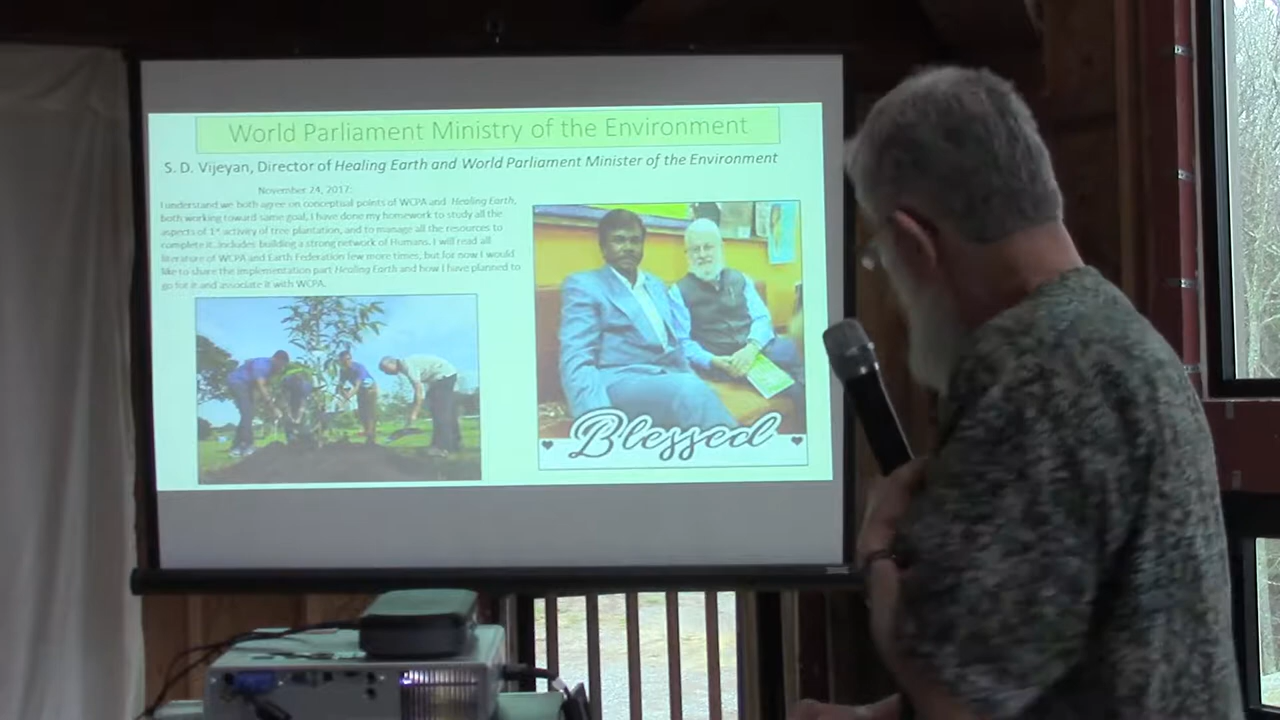 World Parliament Ministry of the Environment
S. D. Vijeyan, Director of Healing Earth and World Parliament Minister of the Environment
November 24, 2017:
I understand we both agree on conceptual points of WCPA and Healing Earth,
both working toward same goal, I have done my homework to study all the
aspects of 1st activity of tree plantation, and to manage all the resources to
complete it..includes building a strong network of Humans. I will read all
literature of WCPA and Earth Federation few more times, but for now I would
like to share the implementation part Healing Earth and how I have planned to
go for it and associate it with WCPA.
Blessed